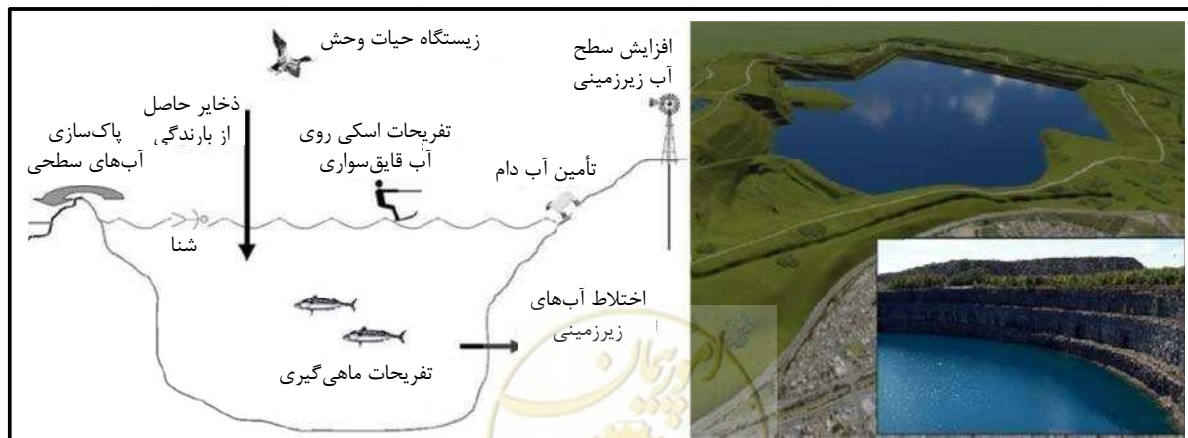 زیستگاه حیات وحش
افزایش سطح
آب زیرزمینی
ذخایر حاصل
از بارندگی
پاک‌سازی
آب‌های سطحی
تفریحات اسکی روی
آب قایق‌سواری
تأمین آب دام
شنا
اختلاط آب‌های
زیرزمینی
تفریحات ماهی‌گیری